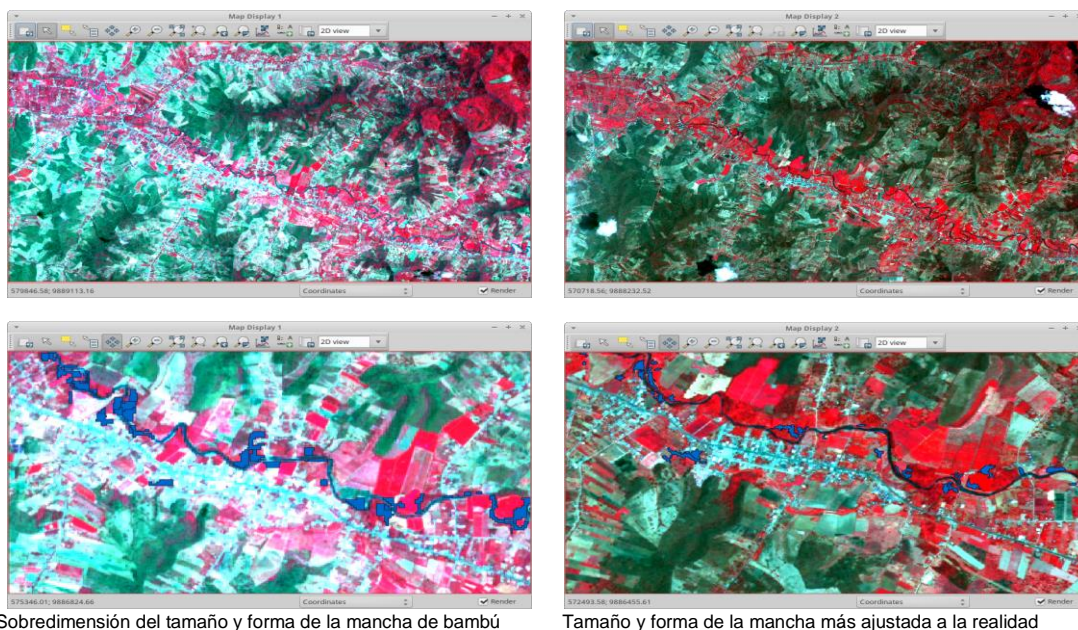 Map Display 1
Map Display 2
2D view
2D view
579846.58; 9889113.16
Coordinates
Render
570718.56; 9888232.52
Coordinates
Render
Map Display 1
Map Display 2
2D view
2D view
575346.01; 9886824.66
Coordinates
Render
572493.58; 9886455.61
Coordinates
Render
Sobredimensión del tamaño y forma de la mancha de bambú
Tamaño y forma de la mancha más ajustada a la realidad